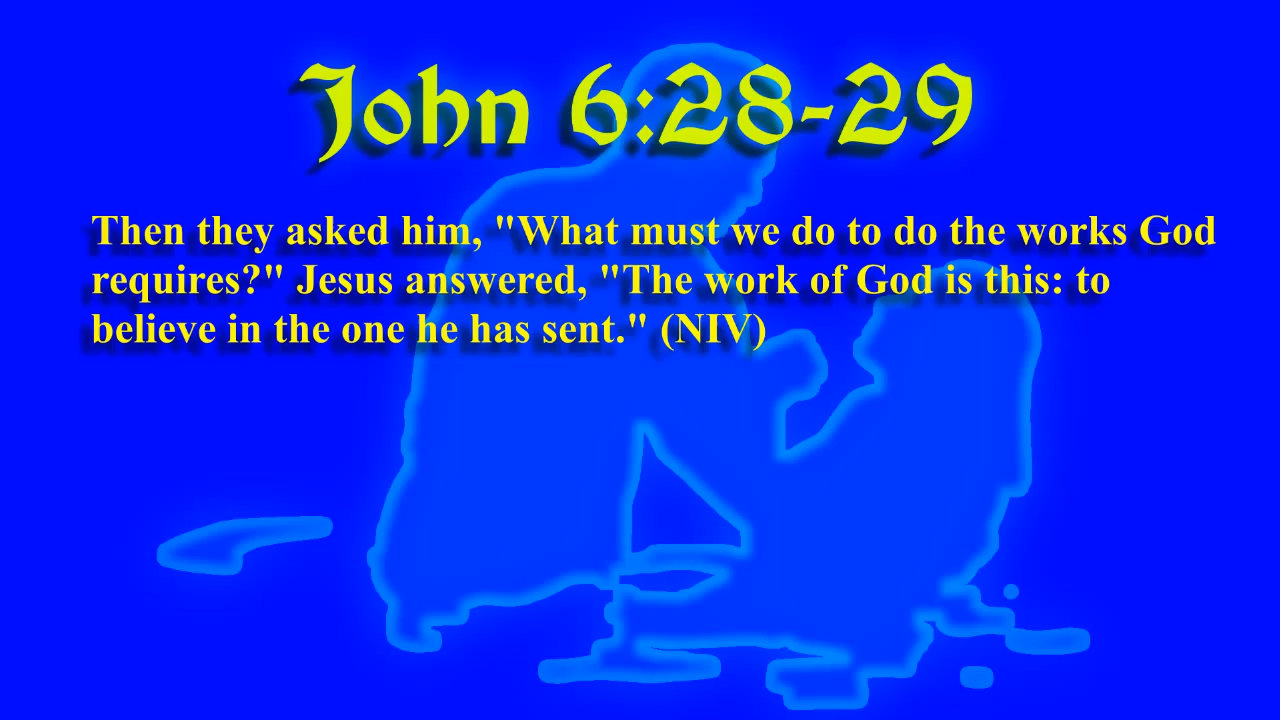 John 6:28-29
Then they asked him, "What must we do to do the works God
requires?" Jesus answered, "The work of God is this: to
believe in the one he has sent." (NIV)